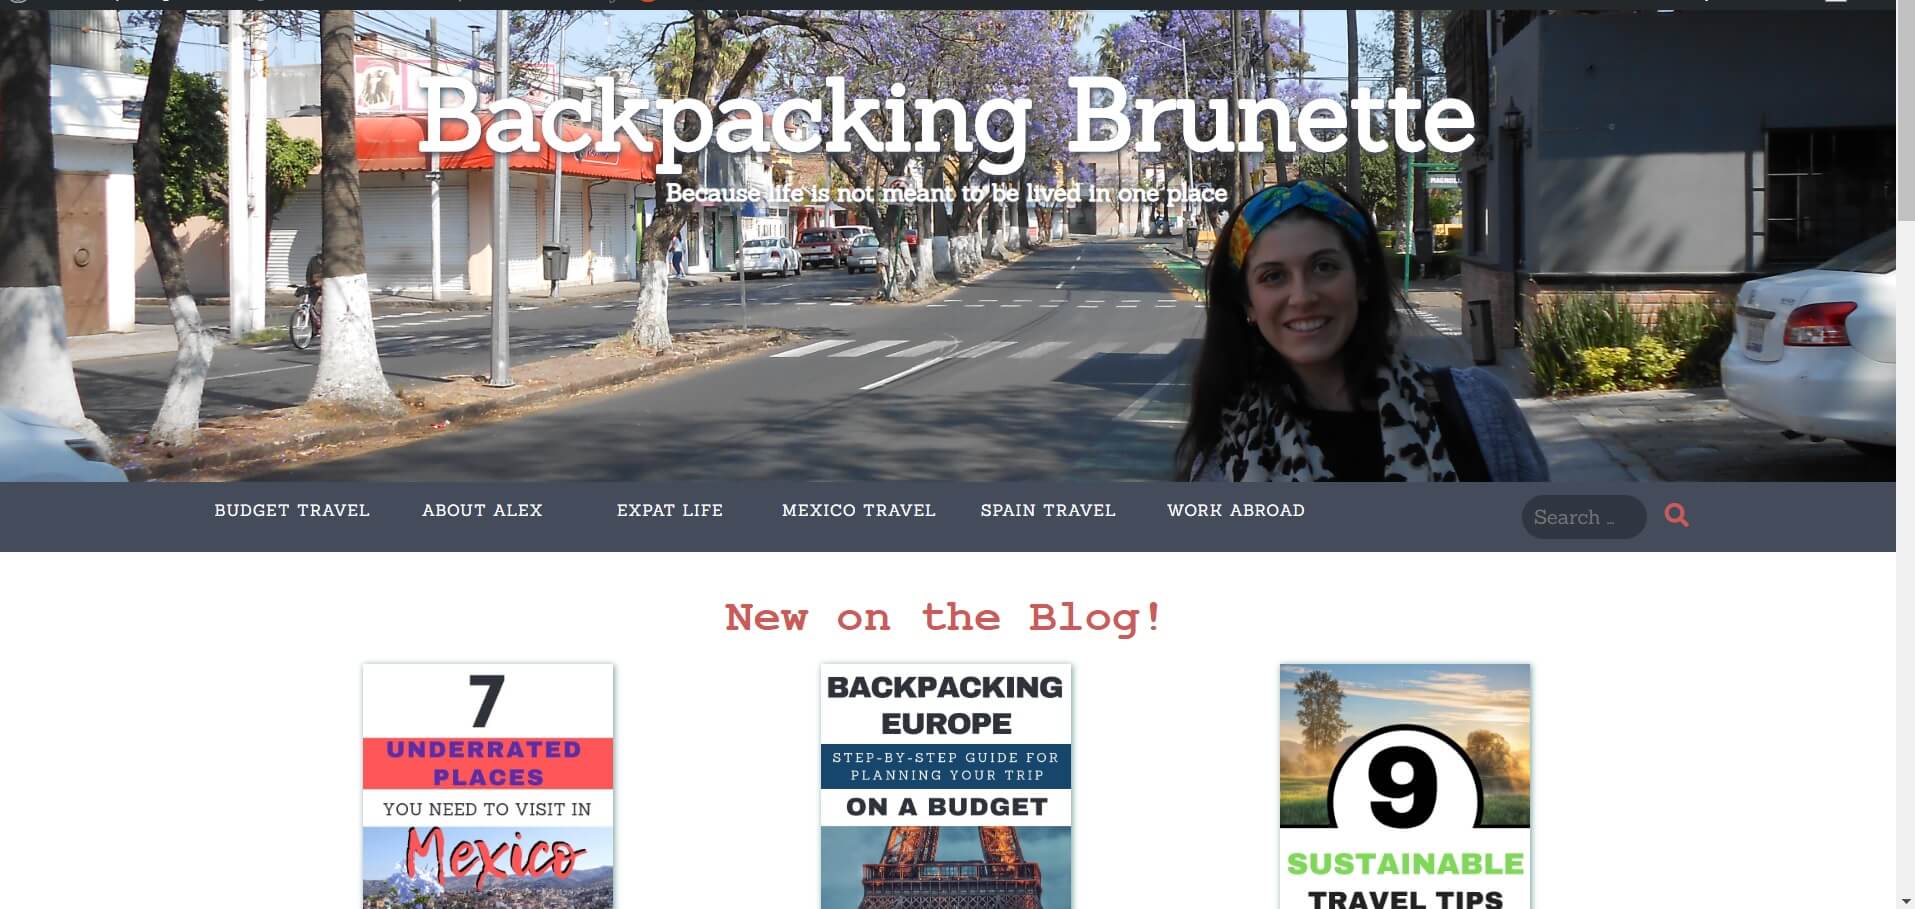 Backpacking Brunette
Because life is not meant to be lived in one place
BUDGET TRAVEL
ABOUT ALEX
EXPAT LIFE
MEXICO TRAVEL
SPAIN TRAVEL
WORK ABROAD
Search …
New on the Blog!
7
UNDERRATED
PLACES
YOU NEED TO VISIT IN
Mexico
BACKPACKING
EUROPE
STEP-BY-STEP GUIDE FOR
PLANNING YOUR TRIP
ON A BUDGET
9
SUSTAINABLE
TRAVEL TIPS